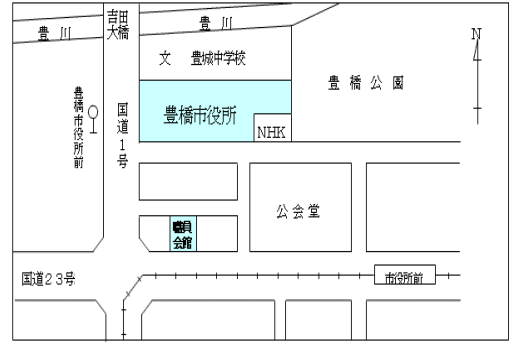 吉田
大橋
豊川
豊川
N
文 豊城中学校
豊橋公園
豊橋市役所前
国道1号
豊橋市役所
NHK
公会堂
職員
会館
国道23号
市役所前